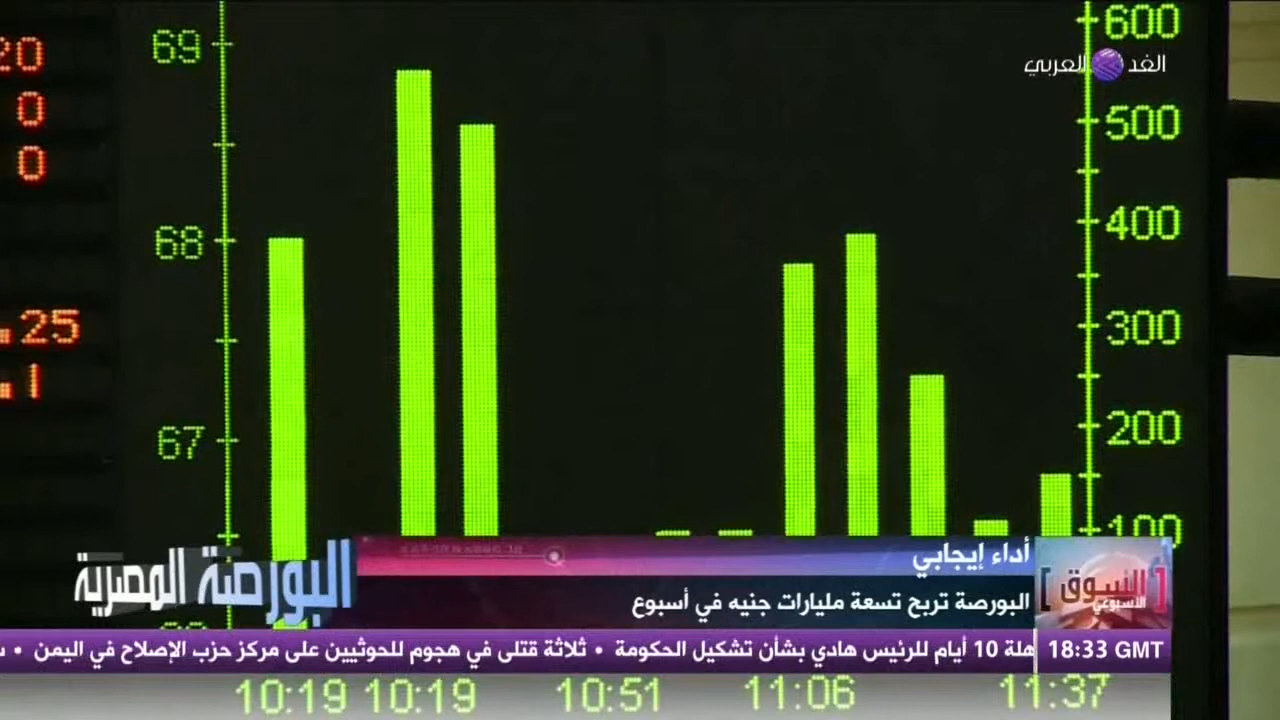 69
68
67
600
500
400
300
200
100
20
0
0
25
الغد العربي
البورصة المصرية
أداء إيجابي
البورصة تربح تسعة مليارات جنيه في أسبوع
[السوق]
الأسبوعي
هلة 10 أيام للرئيس هادي بشأن تشكيل الحكومة • ثلاثة قتلى في هجوم للحوثيين على مركز حزب الإصلاح في اليمن •
18:33 GMT
10:19 10:19 10:51 11:06 11:37